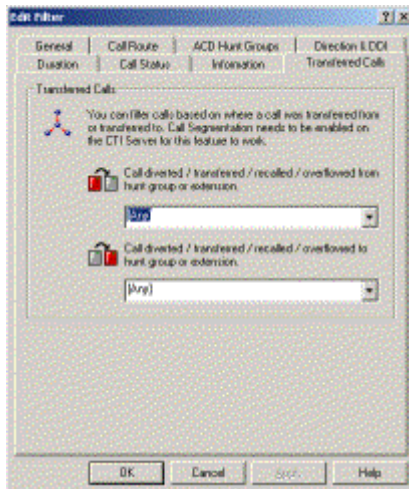 Edit Filter
General Call Route ACD Hunt Groups Direction & DDI
Duration Call Status Information Transferred Calls
Transferred Calls
You can filter calls based on where a call was transferred from
or transferred to. Call Segmentation needs to be enabled on
the CTI Server for this feature to work.
Call diverted / transferred / recalled / overflowed from
hunt group or extension.
(Any)
Call diverted / transferred / recalled / overflowed to
hunt group or extension.
(Any)
OK Cancel Apply Help